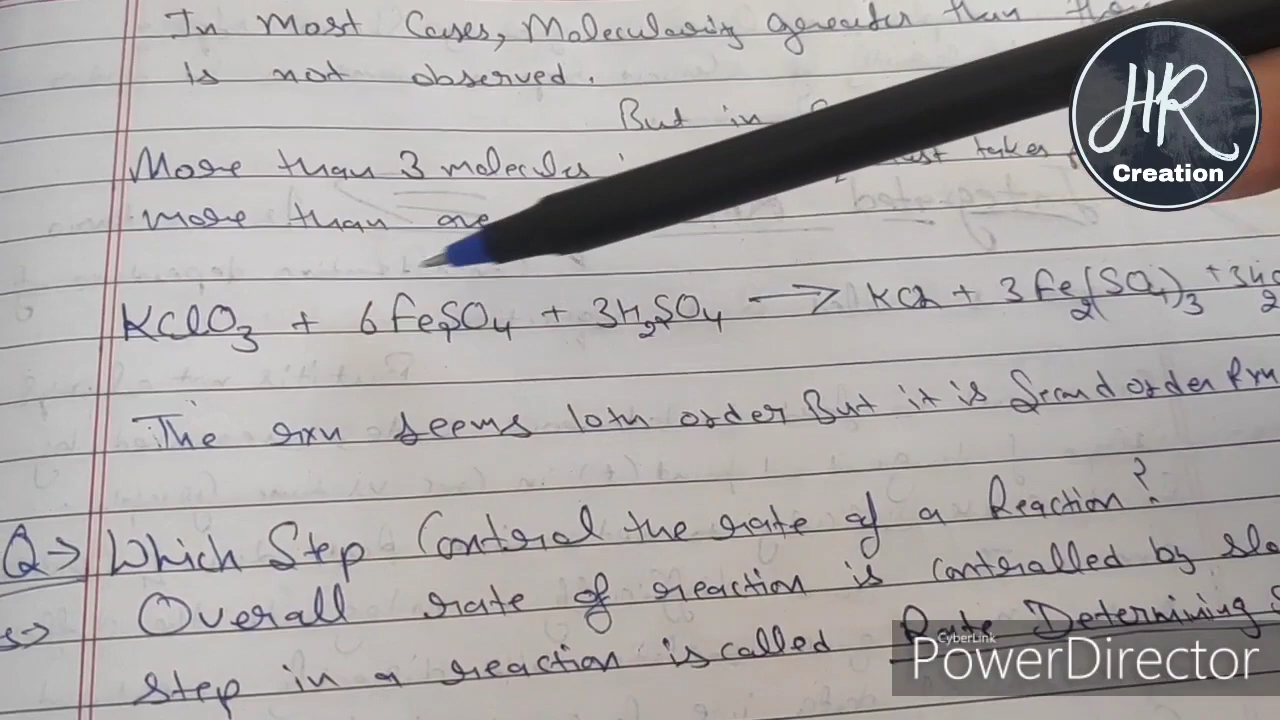 In Most Cases, Molecularity greater than
is not observed.
But in
More than 3 molecules takes
more than one
KClO3 + 6FeSO4 + 3H2SO4 → KCl + 3Fe2(SO4)3 + 3H2O
The rxn seems 10th order But it is Second order Rxn
Q→ Which Step Control the rate of a Reaction?
Overall rate of reaction is controlled by
step in a reaction is called Rate Determining
HR
Creation
CyberLink
PowerDirector